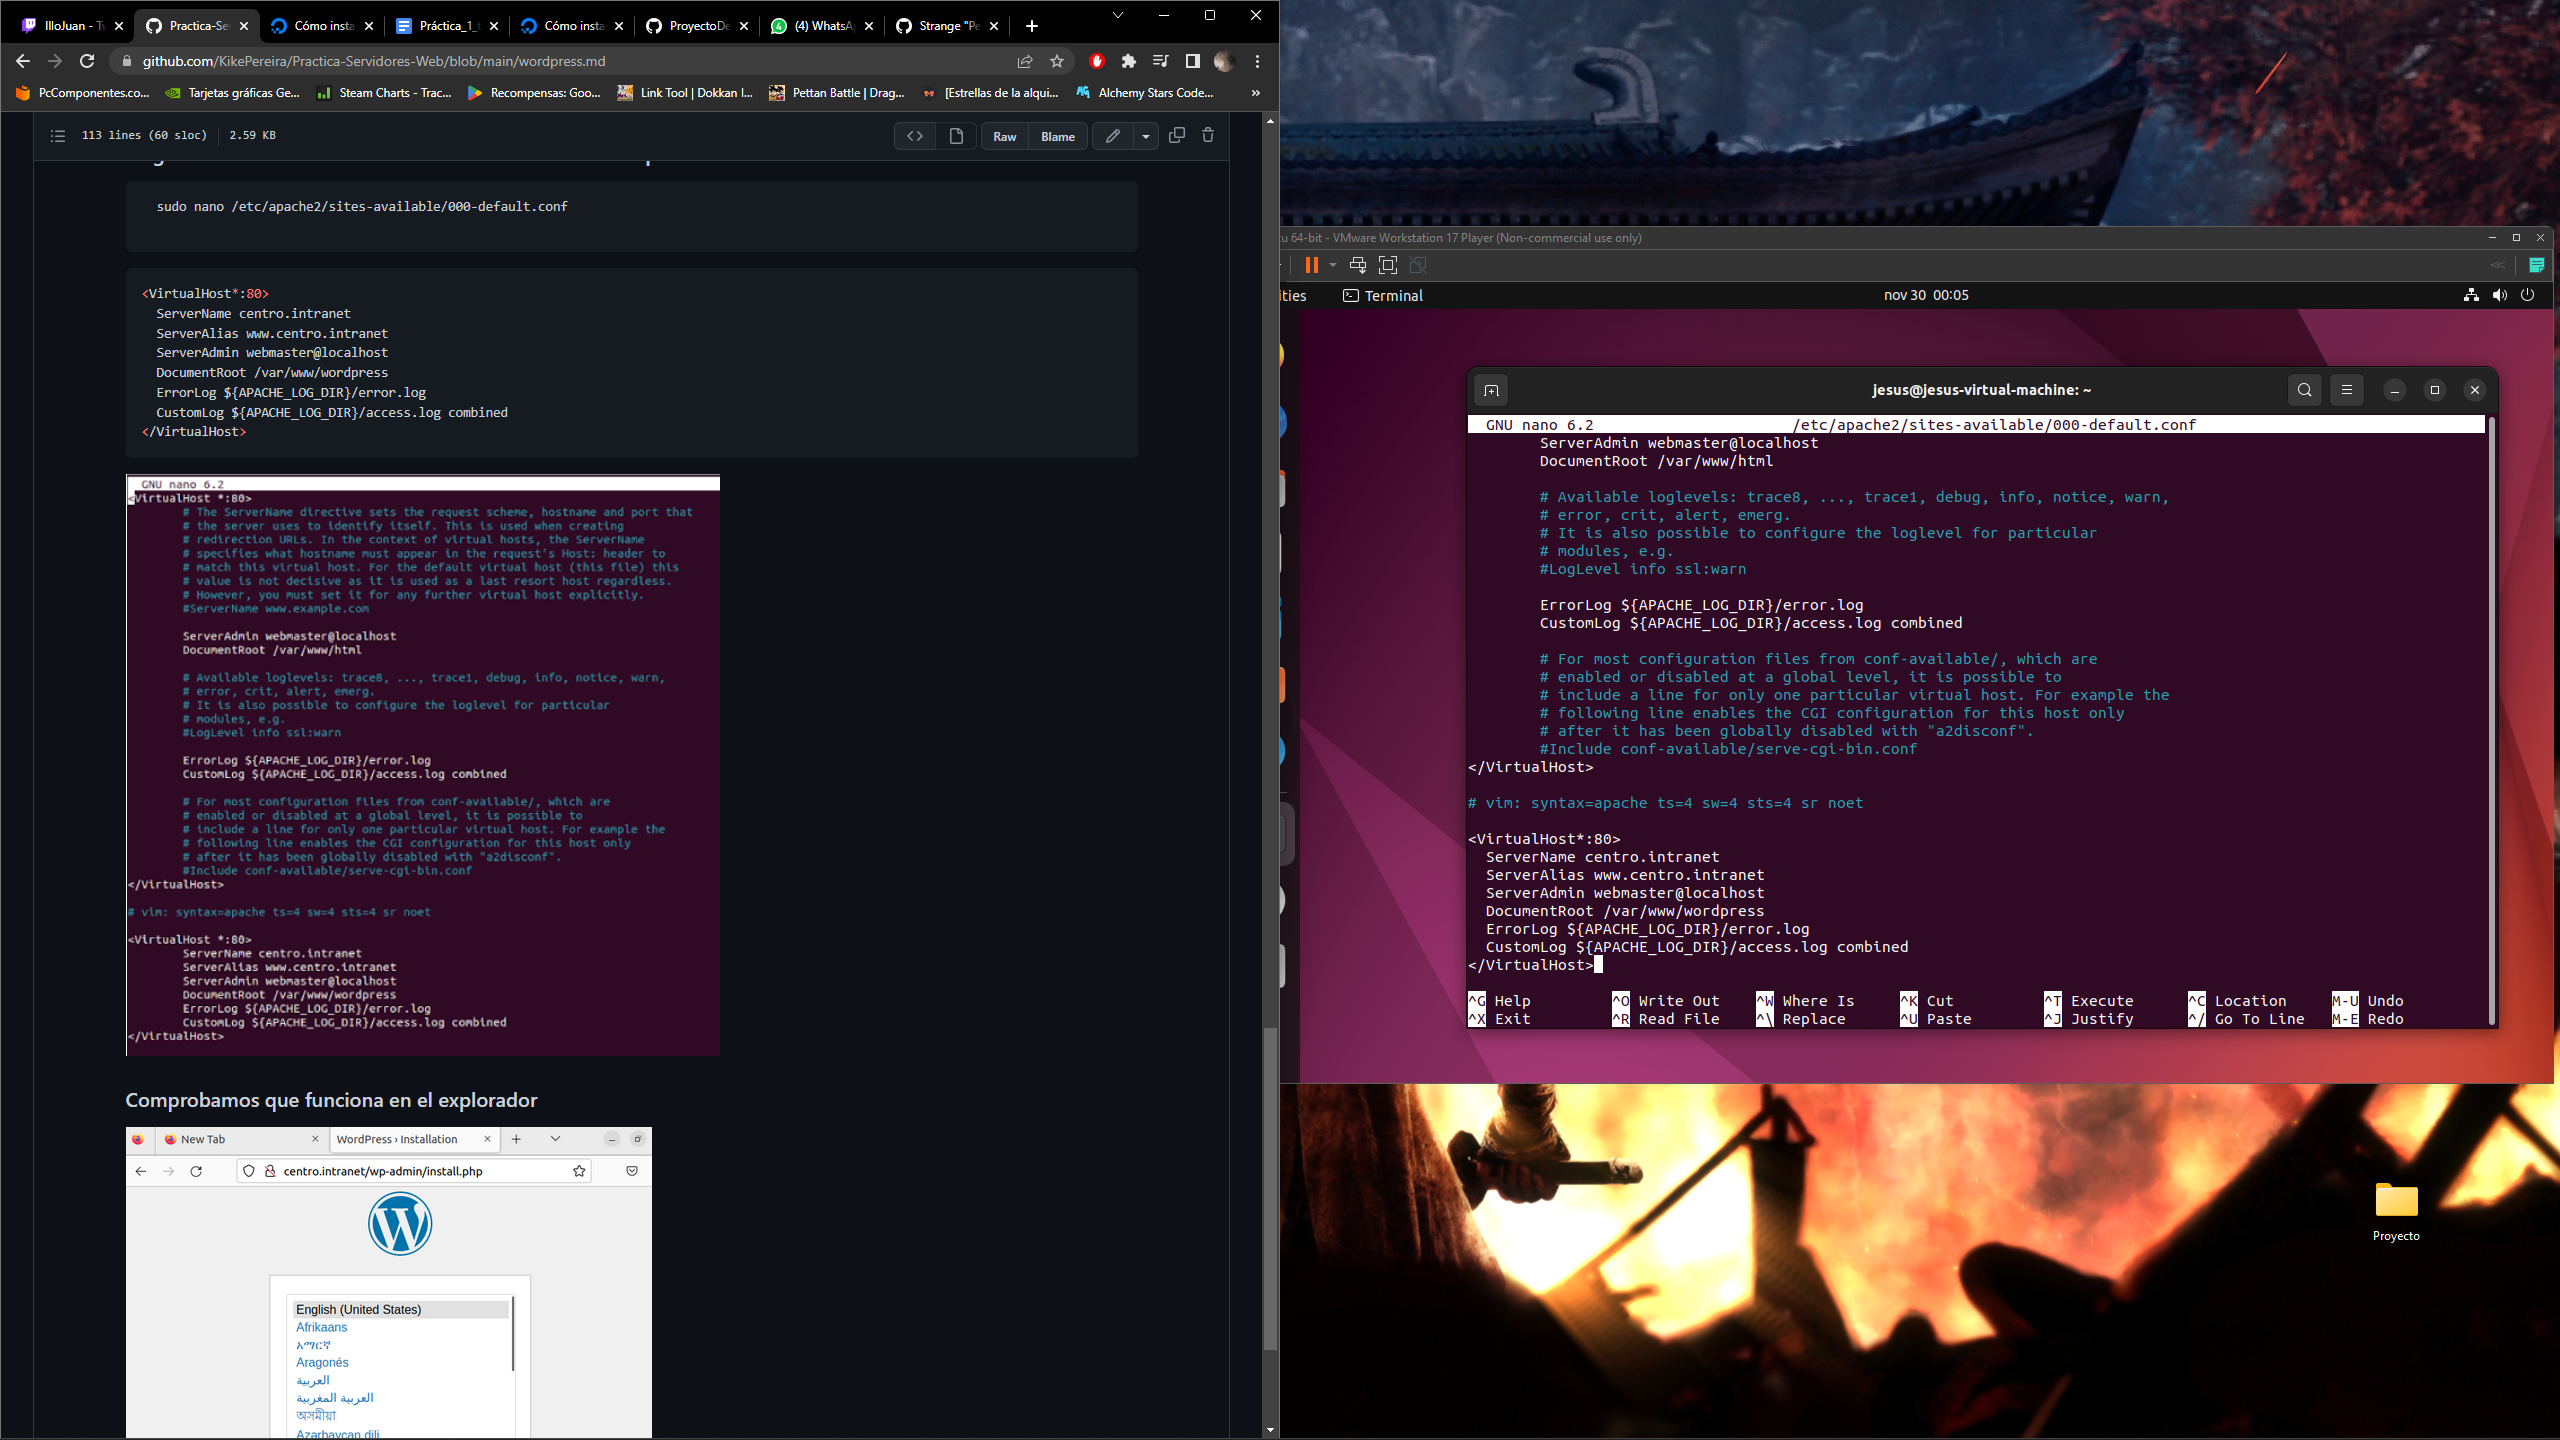 IlloJuan - Tw
Practica-Ser
Cómo insta
Práctica_1_t
Cómo insta
ProyectoDe
(4) WhatsA
Strange "Pe
github.com/KikePereira/Practica-Servidores-Web/blob/main/wordpress.md
PcComponentes.co...
Tarjetas gráficas Ge...
Steam Charts - Trac...
Recompensas: Goo...
Link Tool | Dokkan I...
Pettan Battle | Drag...
[Estrellas de la alqui...
Alchemy Stars Code...
»
113 lines (60 sloc)
2.59 KB
Raw
Blame
sudo nano /etc/apache2/sites-available/000-default.conf
<VirtualHost*:80>
ServerName centro.intranet
ServerAlias www.centro.intranet
ServerAdmin webmaster@localhost
DocumentRoot /var/www/wordpress
ErrorLog ${APACHE_LOG_DIR}/error.log
CustomLog ${APACHE_LOG_DIR}/access.log combined
</VirtualHost>
GNU nano 6.2
<VirtualHost *:80>
# The ServerName directive sets the request scheme, hostname and port that
# the server uses to identify itself. This is used when creating
# redirection URLs. In the context of virtual hosts, the ServerName
# specifies what hostname must appear in the request's Host: header to
# match this virtual host. For the default virtual host (this file) this
# value is not decisive as it is used as a last resort host regardless.
# However, you must set it for any further virtual host explicitly.
#ServerName www.example.com
ServerAdmin webmaster@localhost
DocumentRoot /var/www/html
# Available loglevels: trace8, ..., trace1, debug, info, notice, warn,
# error, crit, alert, emerg.
# It is also possible to configure the loglevel for particular
# modules, e.g.
#LogLevel info ssl:warn
ErrorLog ${APACHE_LOG_DIR}/error.log
CustomLog ${APACHE_LOG_DIR}/access.log combined
# For most configuration files from conf-available/, which are
# enabled or disabled at a global level, it is possible to
# include a line for only one particular virtual host. For example the
# following line enables the CGI configuration for this host only
# after it has been globally disabled with "a2disconf".
#Include conf-available/serve-cgi-bin.conf
</VirtualHost>
# vim: syntax=apache ts=4 sw=4 sts=4 sr noet
<VirtualHost *:80>
ServerName centro.intranet
ServerAlias www.centro.intranet
ServerAdmin webmaster@localhost
DocumentRoot /var/www/wordpress
ErrorLog ${APACHE_LOG_DIR}/error.log
CustomLog ${APACHE_LOG_DIR}/access.log combined
</VirtualHost>
Comprobamos que funciona en el explorador
New Tab
WordPress › Installation
centro.intranet/wp-admin/install.php
English (United States)
Afrikaans
አማርኛ
Aragonés
العربية
العربية المغربية
অসমীয়া
Azərbaycan dili
u 64-bit - VMware Workstation 17 Player (Non-commercial use only)
ities
Terminal
nov 30 00:05
jesus@jesus-virtual-machine: ~
GNU nano 6.2 /etc/apache2/sites-available/000-default.conf
ServerAdmin webmaster@localhost
DocumentRoot /var/www/html
# Available loglevels: trace8, ..., trace1, debug, info, notice, warn,
# error, crit, alert, emerg.
# It is also possible to configure the loglevel for particular
# modules, e.g.
#LogLevel info ssl:warn
ErrorLog ${APACHE_LOG_DIR}/error.log
CustomLog ${APACHE_LOG_DIR}/access.log combined
# For most configuration files from conf-available/, which are
# enabled or disabled at a global level, it is possible to
# include a line for only one particular virtual host. For example the
# following line enables the CGI configuration for this host only
# after it has been globally disabled with "a2disconf".
#Include conf-available/serve-cgi-bin.conf
</VirtualHost>
# vim: syntax=apache ts=4 sw=4 sts=4 sr noet
<VirtualHost*:80>
ServerName centro.intranet
ServerAlias www.centro.intranet
ServerAdmin webmaster@localhost
DocumentRoot /var/www/wordpress
ErrorLog ${APACHE_LOG_DIR}/error.log
CustomLog ${APACHE_LOG_DIR}/access.log combined
</VirtualHost>
^G Help ^O Write Out ^W Where Is ^K Cut ^T Execute ^C Location M-U Undo
^X Exit ^R Read File ^\ Replace ^U Paste ^J Justify ^/ Go To Line M-E Redo
Proyecto